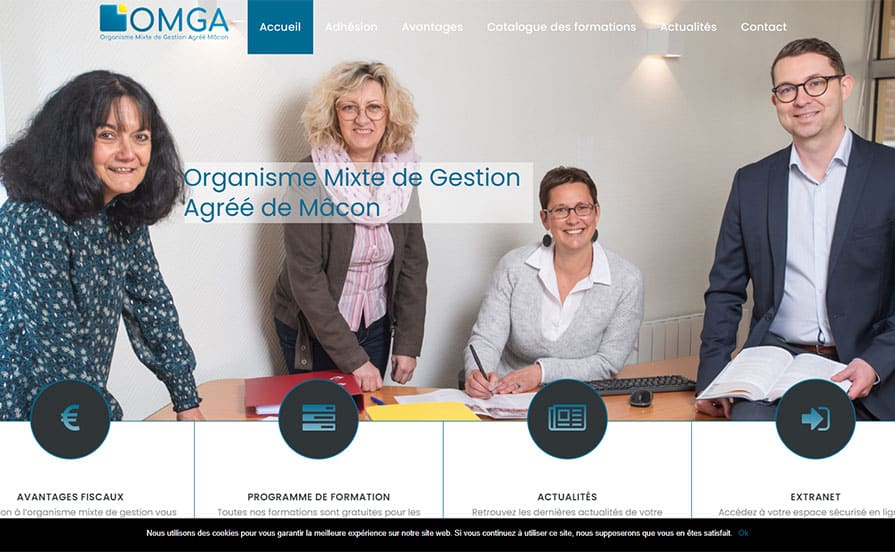 OMGA
Organisme Mixte de Gestion Agréé Mâcon
Accueil Adhésion Avantages Catalogue des formations Actualités Contact
Organisme Mixte de Gestion
Agréé de Mâcon
AVANTAGES FISCAUX PROGRAMME DE FORMATION ACTUALITÉS EXTRANET
on à l'organisme mixte de gestion vous Toutes nos formations sont gratuites pour les Retrouvez les dernières actualités de votre Accédez à votre espace sécurisé en lig
Nous utilisons des cookies pour vous garantir la meilleure expérience sur notre site web. Si vous continuez à utiliser ce site, nous supposerons que vous en êtes satisfait. Ok